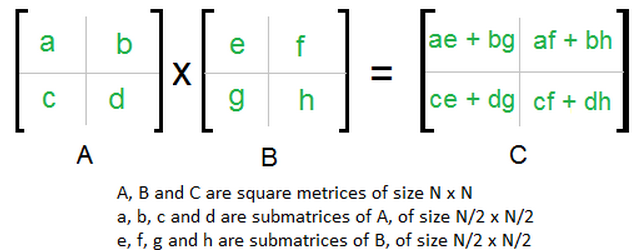 a b e f ae + bg af + bh
X =
c d g h ce + dg cf + dh
A B C
A, B and C are square metrices of size N x N
a, b, c and d are submatrices of A, of size N/2 x N/2
e, f, g and h are submatrices of B, of size N/2 x N/2